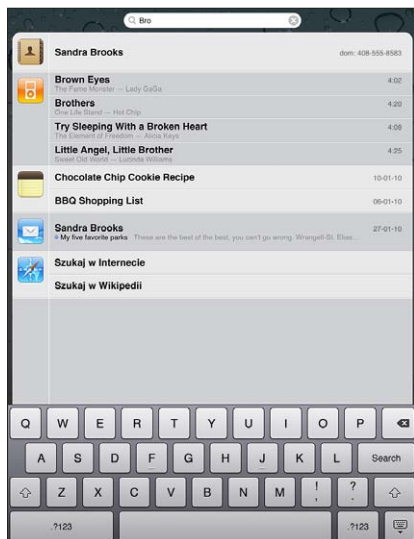 Bro
Sandra Brooks dom: 408-555-8583
Brown Eyes 4:02
The Fame Monster — Lady GaGa
Brothers 4:20
One Life Stand — Hot Chip
Try Sleeping With a Broken Heart 4:08
The Element of Freedom — Alicia Keys
Little Angel, Little Brother 4:25
Sweet Old World — Lucinda Williams
Chocolate Chip Cookie Recipe 10-01-10
BBQ Shopping List 06-01-10
Sandra Brooks 27-01-10
My five favorite parks These are the best of the best, you can't go wrong. Wrangell-St. Elias...
Szukaj w Internecie
Szukaj w Wikipedii
Q W E R T Y U I O P
A S D F G H J K L Search
Z X C V B N M ! , ? .
.?123 .?123